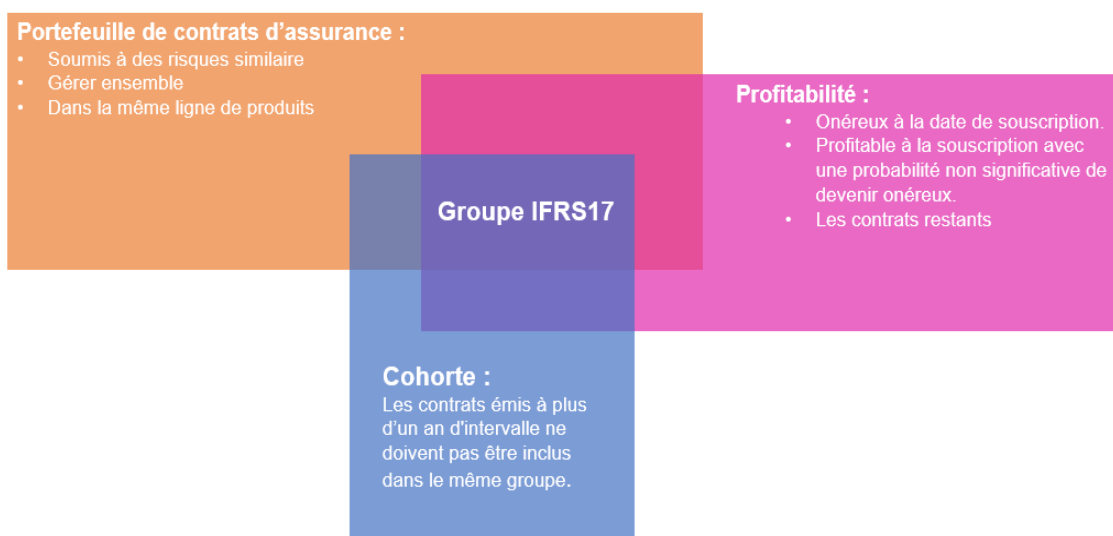 Portefeuille de contrats d’assurance :
• Soumis à des risques similaire
• Gérer ensemble
• Dans la même ligne de produits
Profitabilité :
• Onéreux à la date de souscription.
• Profitable à la souscription avec
une probabilité non significative de
devenir onéreux.
• Les contrats restants
Groupe IFRS17
Cohorte :
Les contrats émis à plus
d’un an d'intervalle ne
doivent pas être inclus
dans le même groupe.